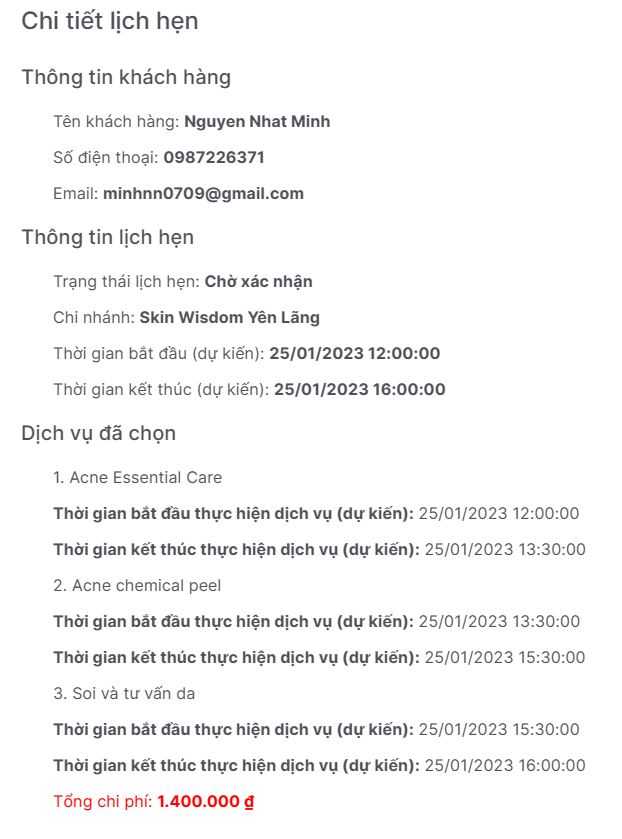 Chi tiết lịch hẹn
Thông tin khách hàng
Tên khách hàng: Nguyen Nhat Minh
Số điện thoại: 0987226371
Email: minhnn0709@gmail.com
Thông tin lịch hẹn
Trạng thái lịch hẹn: Chờ xác nhận
Chi nhánh: Skin Wisdom Yên Lãng
Thời gian bắt đầu (dự kiến): 25/01/2023 12:00:00
Thời gian kết thúc (dự kiến): 25/01/2023 16:00:00
Dịch vụ đã chọn
1. Acne Essential Care
Thời gian bắt đầu thực hiện dịch vụ (dự kiến): 25/01/2023 12:00:00
Thời gian kết thúc thực hiện dịch vụ (dự kiến): 25/01/2023 13:30:00
2. Acne chemical peel
Thời gian bắt đầu thực hiện dịch vụ (dự kiến): 25/01/2023 13:30:00
Thời gian kết thúc thực hiện dịch vụ (dự kiến): 25/01/2023 15:30:00
3. Soi và tư vấn da
Thời gian bắt đầu thực hiện dịch vụ (dự kiến): 25/01/2023 15:30:00
Thời gian kết thúc thực hiện dịch vụ (dự kiến): 25/01/2023 16:00:00
Tổng chi phí: 1.400.000 ₫